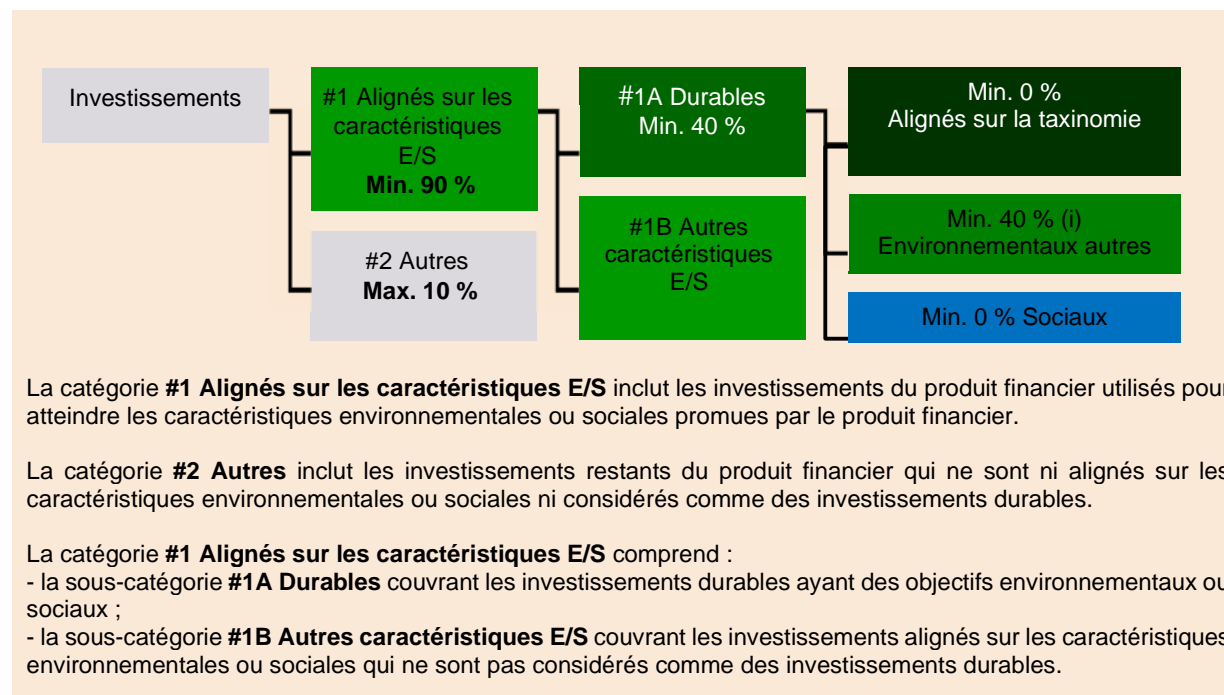 Investissements
#1 Alignés sur les
caractéristiques
E/S
Min. 90 %
#2 Autres
Max. 10 %
#1A Durables
Min. 40 %
#1B Autres
caractéristiques
E/S
Min. 0 %
Alignés sur la taxinomie
Min. 40 % (i)
Environnementaux autres
Min. 0 % Sociaux
La catégorie #1 Alignés sur les caractéristiques E/S inclut les investissements du produit financier utilisés pour
atteindre les caractéristiques environnementales ou sociales promues par le produit financier.
La catégorie #2 Autres inclut les investissements restants du produit financier qui ne sont ni alignés sur les
caractéristiques environnementales ou sociales ni considérés comme des investissements durables.
La catégorie #1 Alignés sur les caractéristiques E/S comprend :
- la sous-catégorie #1A Durables couvrant les investissements durables ayant des objectifs environnementaux ou
sociaux ;
- la sous-catégorie #1B Autres caractéristiques E/S couvrant les investissements alignés sur les caractéristiques
environnementales ou sociales qui ne sont pas considérés comme des investissements durables.